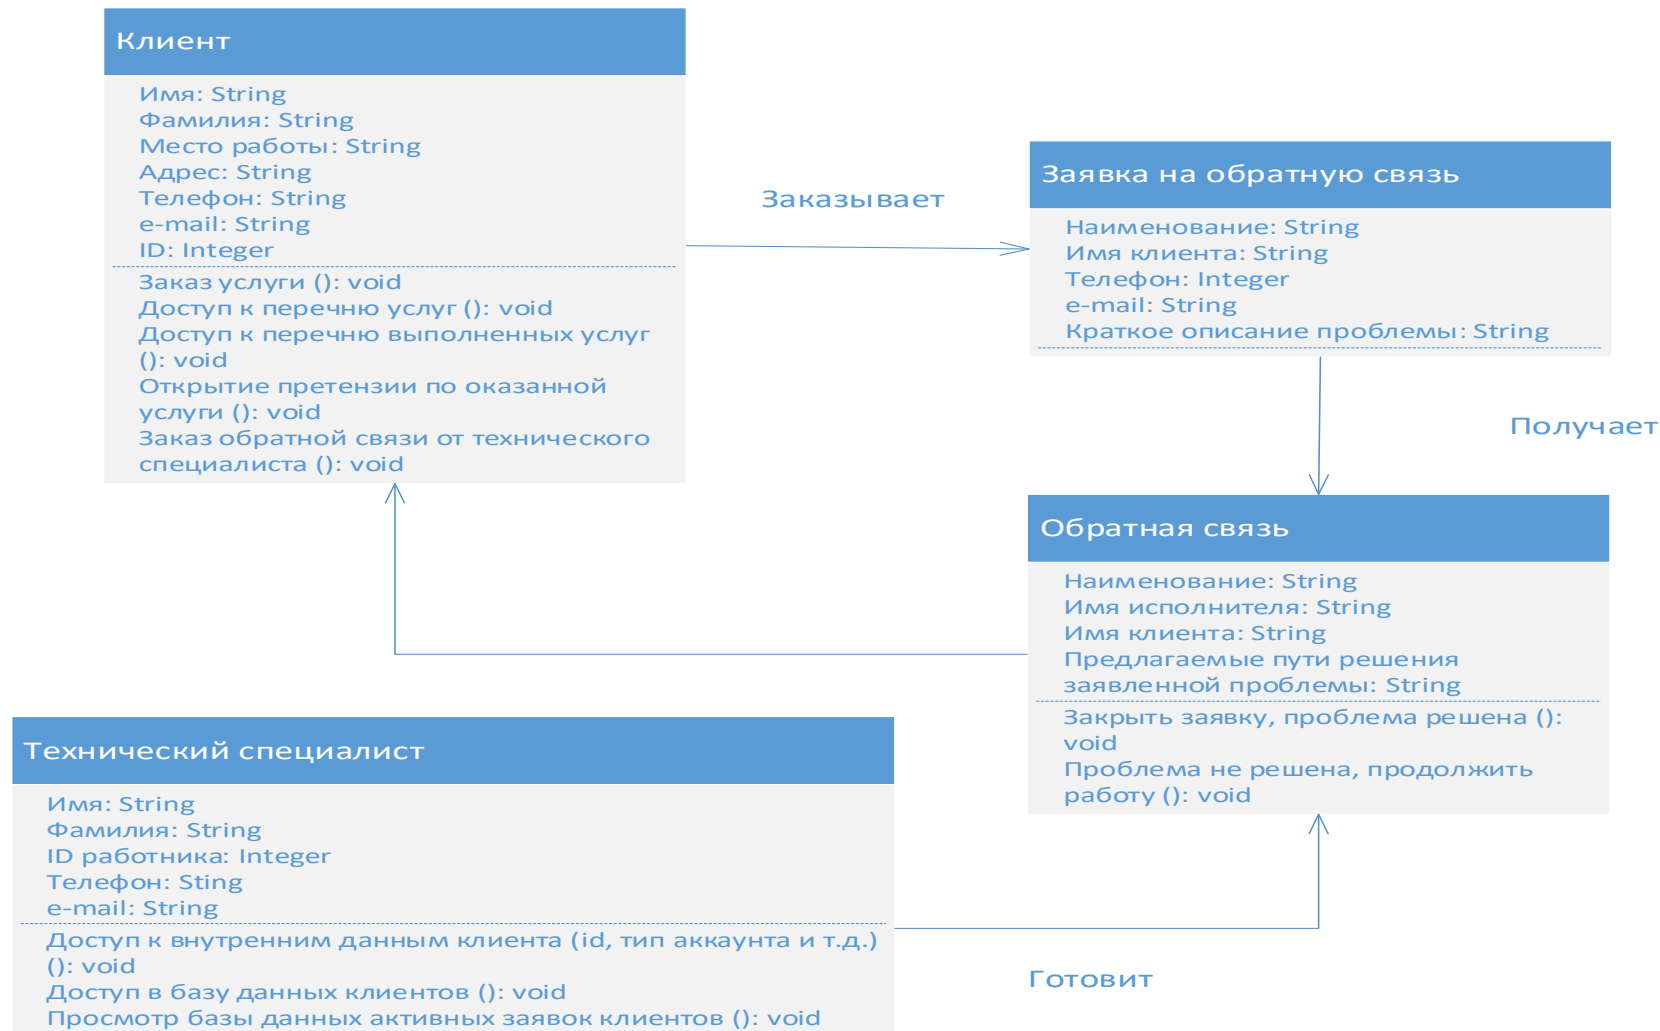 Клиент
Имя: String
Фамилия: String
Место работы: String
Адрес: String
Телефон: String
e-mail: String
ID: Integer
Заказ услуги (): void
Доступ к перечню услуг (): void
Доступ к перечню выполненных услуг
(): void
Открытие претензии по оказанной
услуги (): void
Заказ обратной связи от технического
специалиста (): void
Заказывает
Заявка на обратную связь
Наименование: String
Имя клиента: String
Телефон: Integer
e-mail: String
Краткое описание проблемы: String
Получает
Обратная связь
Наименование: String
Имя исполнителя: String
Имя клиента: String
Предлагаемые пути решения
заявленной проблемы: String
Закрыть заявку, проблема решена ():
void
Проблема не решена, продолжить
работу (): void
Технический специалист
Имя: String
Фамилия: String
ID работника: Integer
Телефон: Sting
e-mail: String
Доступ к внутренним данным клиента (id, тип аккаунта и т.д.)
(): void
Доступ в базу данных клиентов (): void
Просмотр базы данных активных заявок клиентов (): void
Готовит